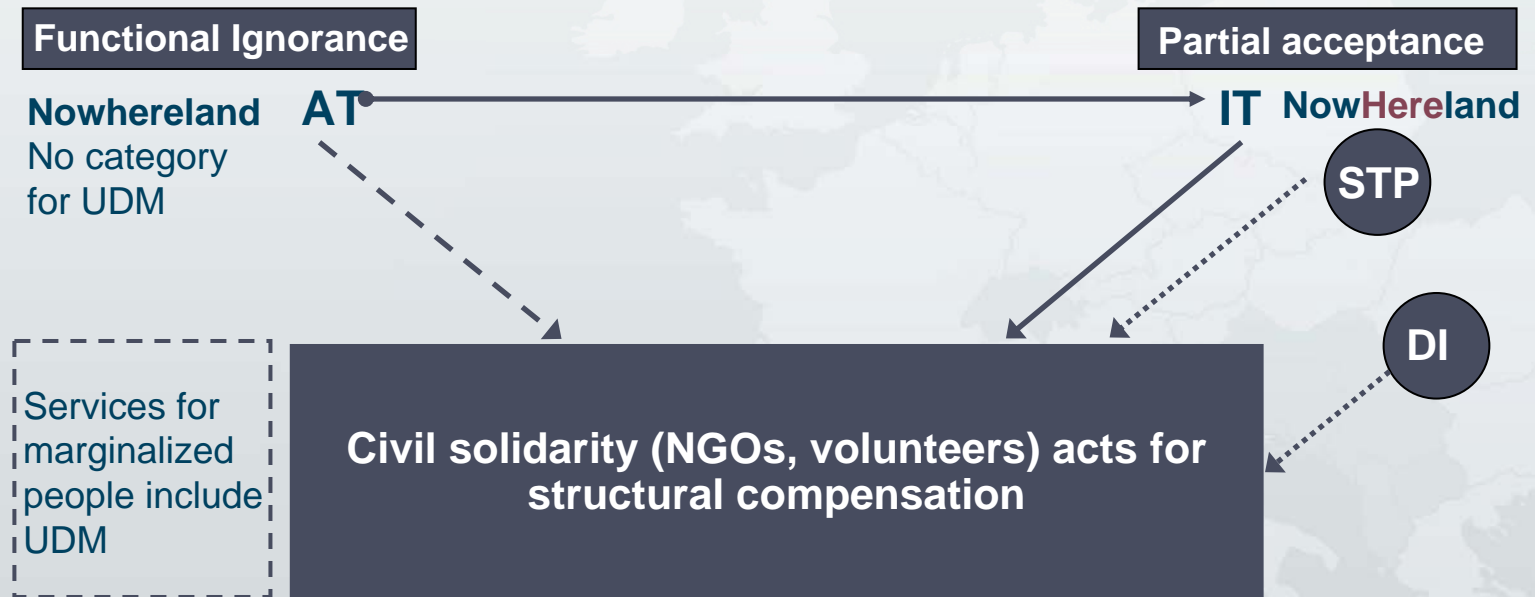 Functional Ignorance
Partial acceptance
Nowhereland AT
IT NowHereland
No category
for UDM
STP
DI
Services for
marginalized
people include
UDM
Civil solidarity (NGOs, volunteers) acts for
structural compensation